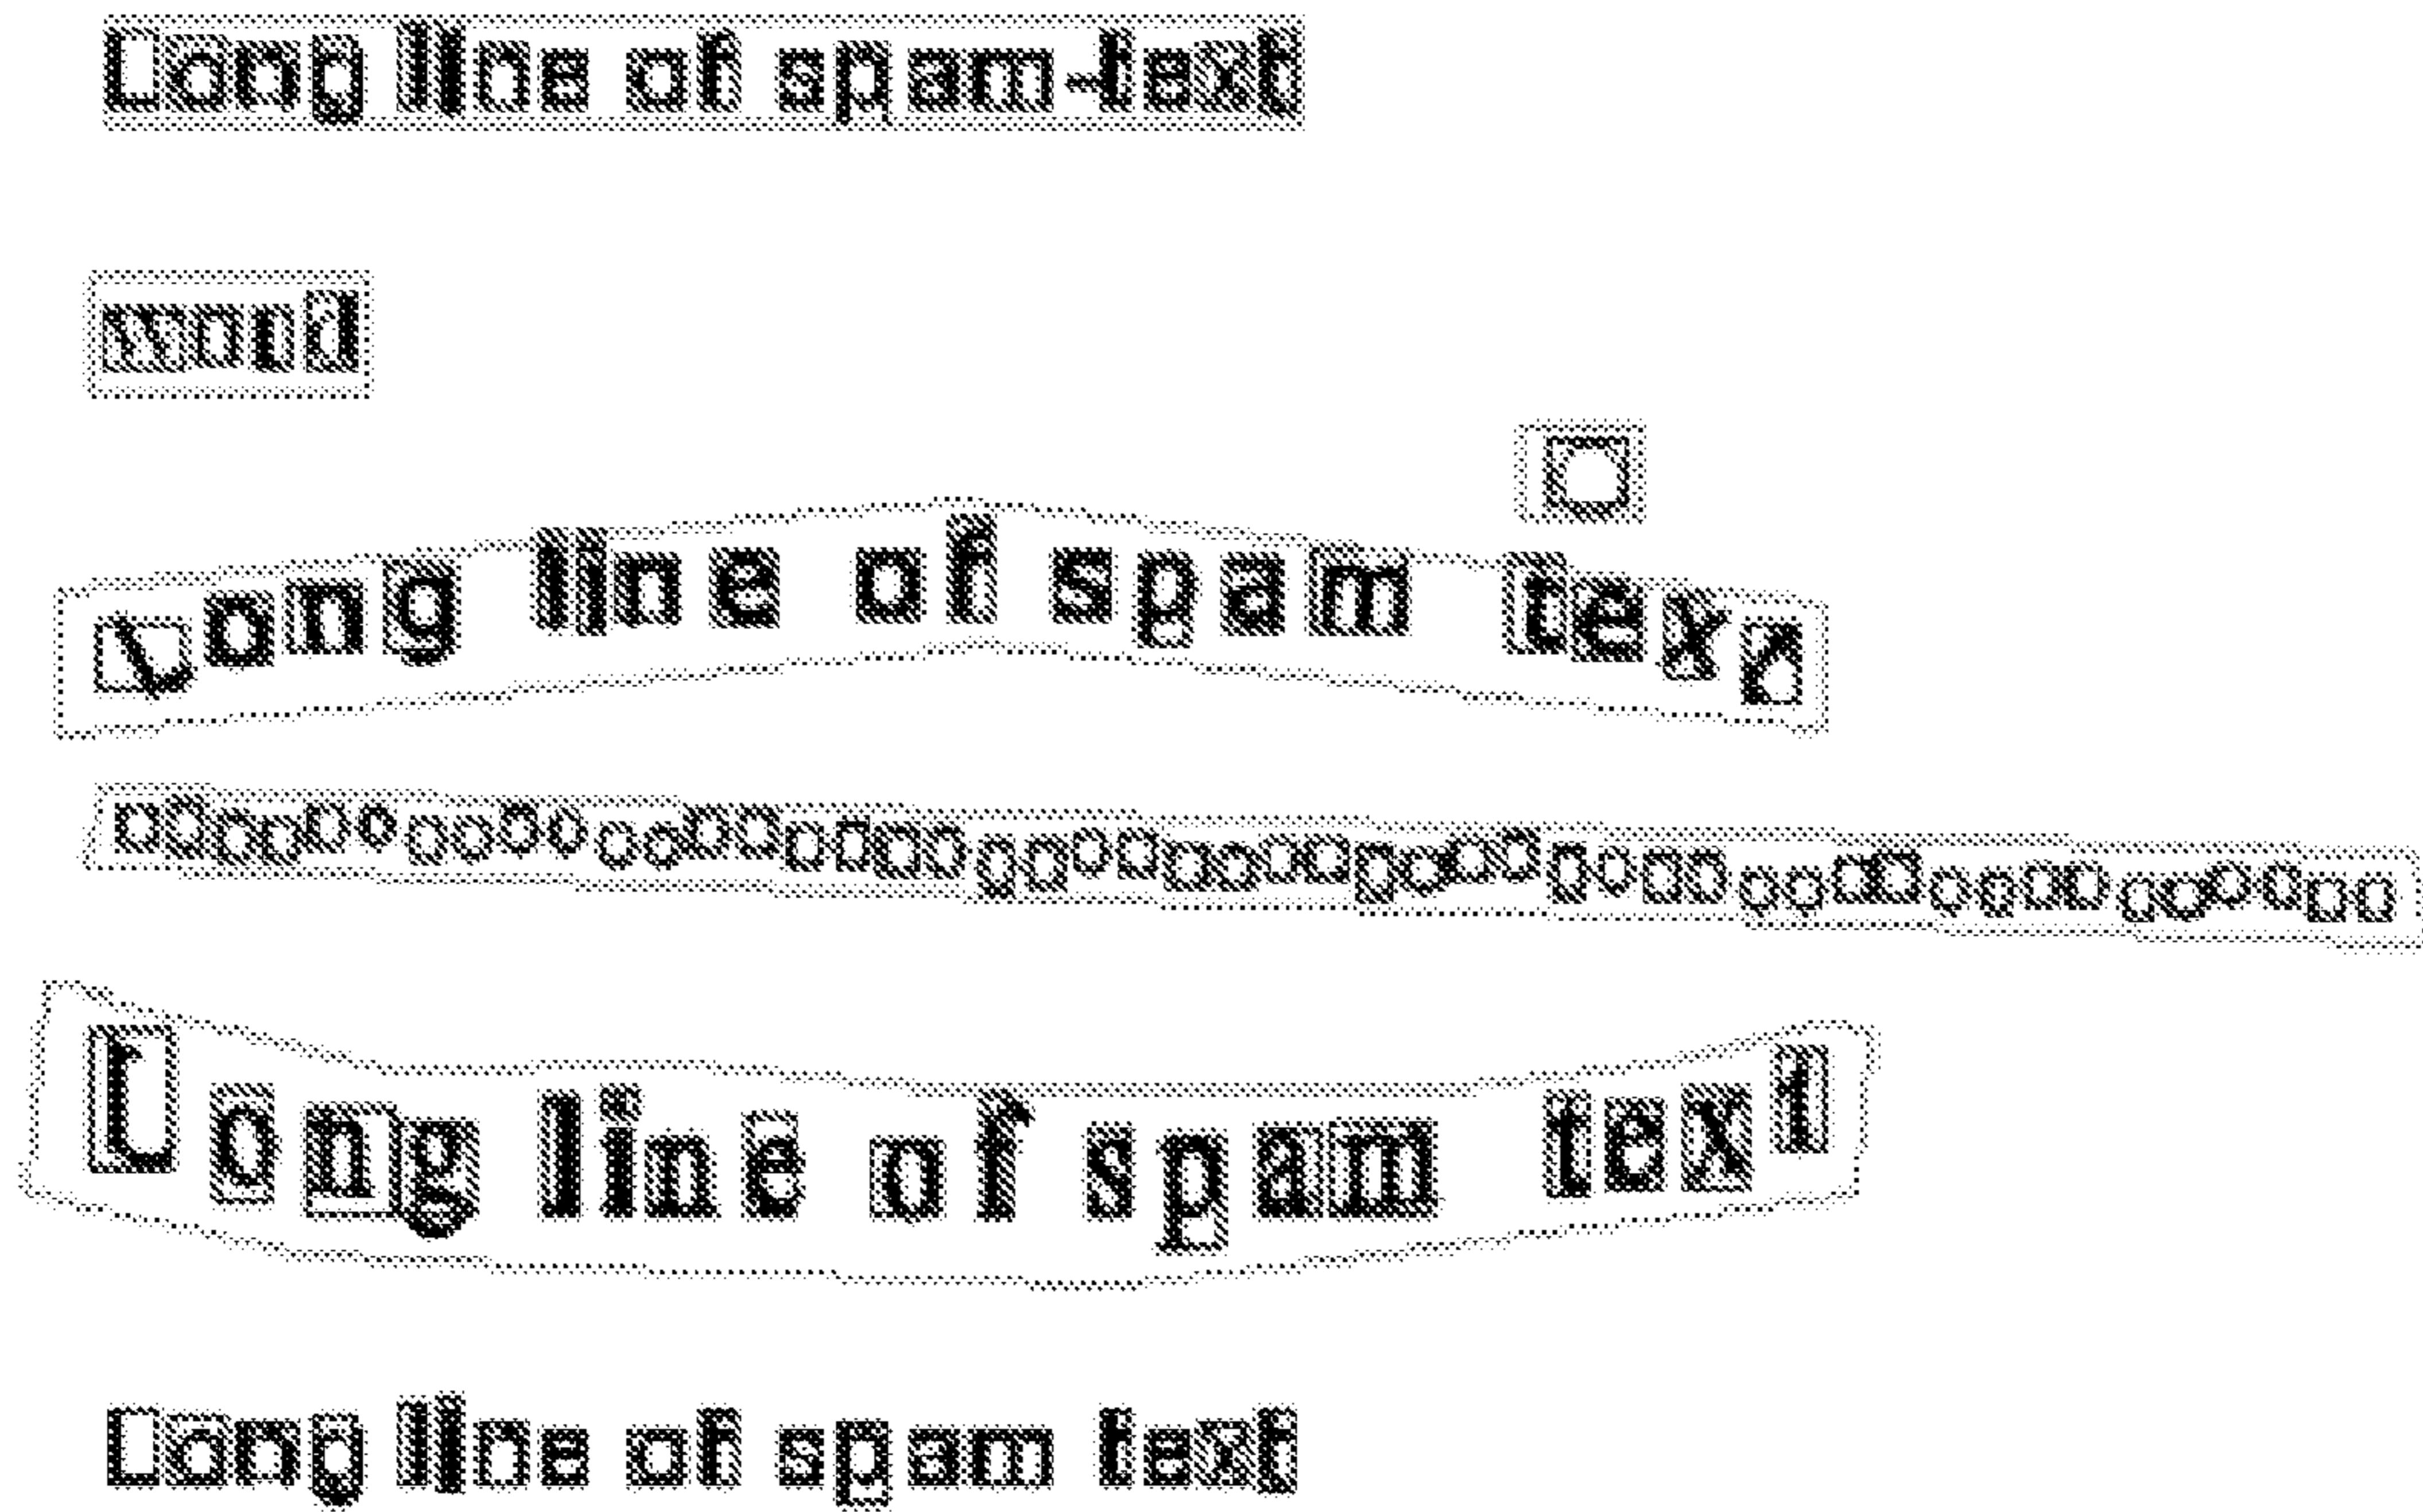 Long line of spam-text
word
Long line of spam text
Long line of spam text
Long line of spam text